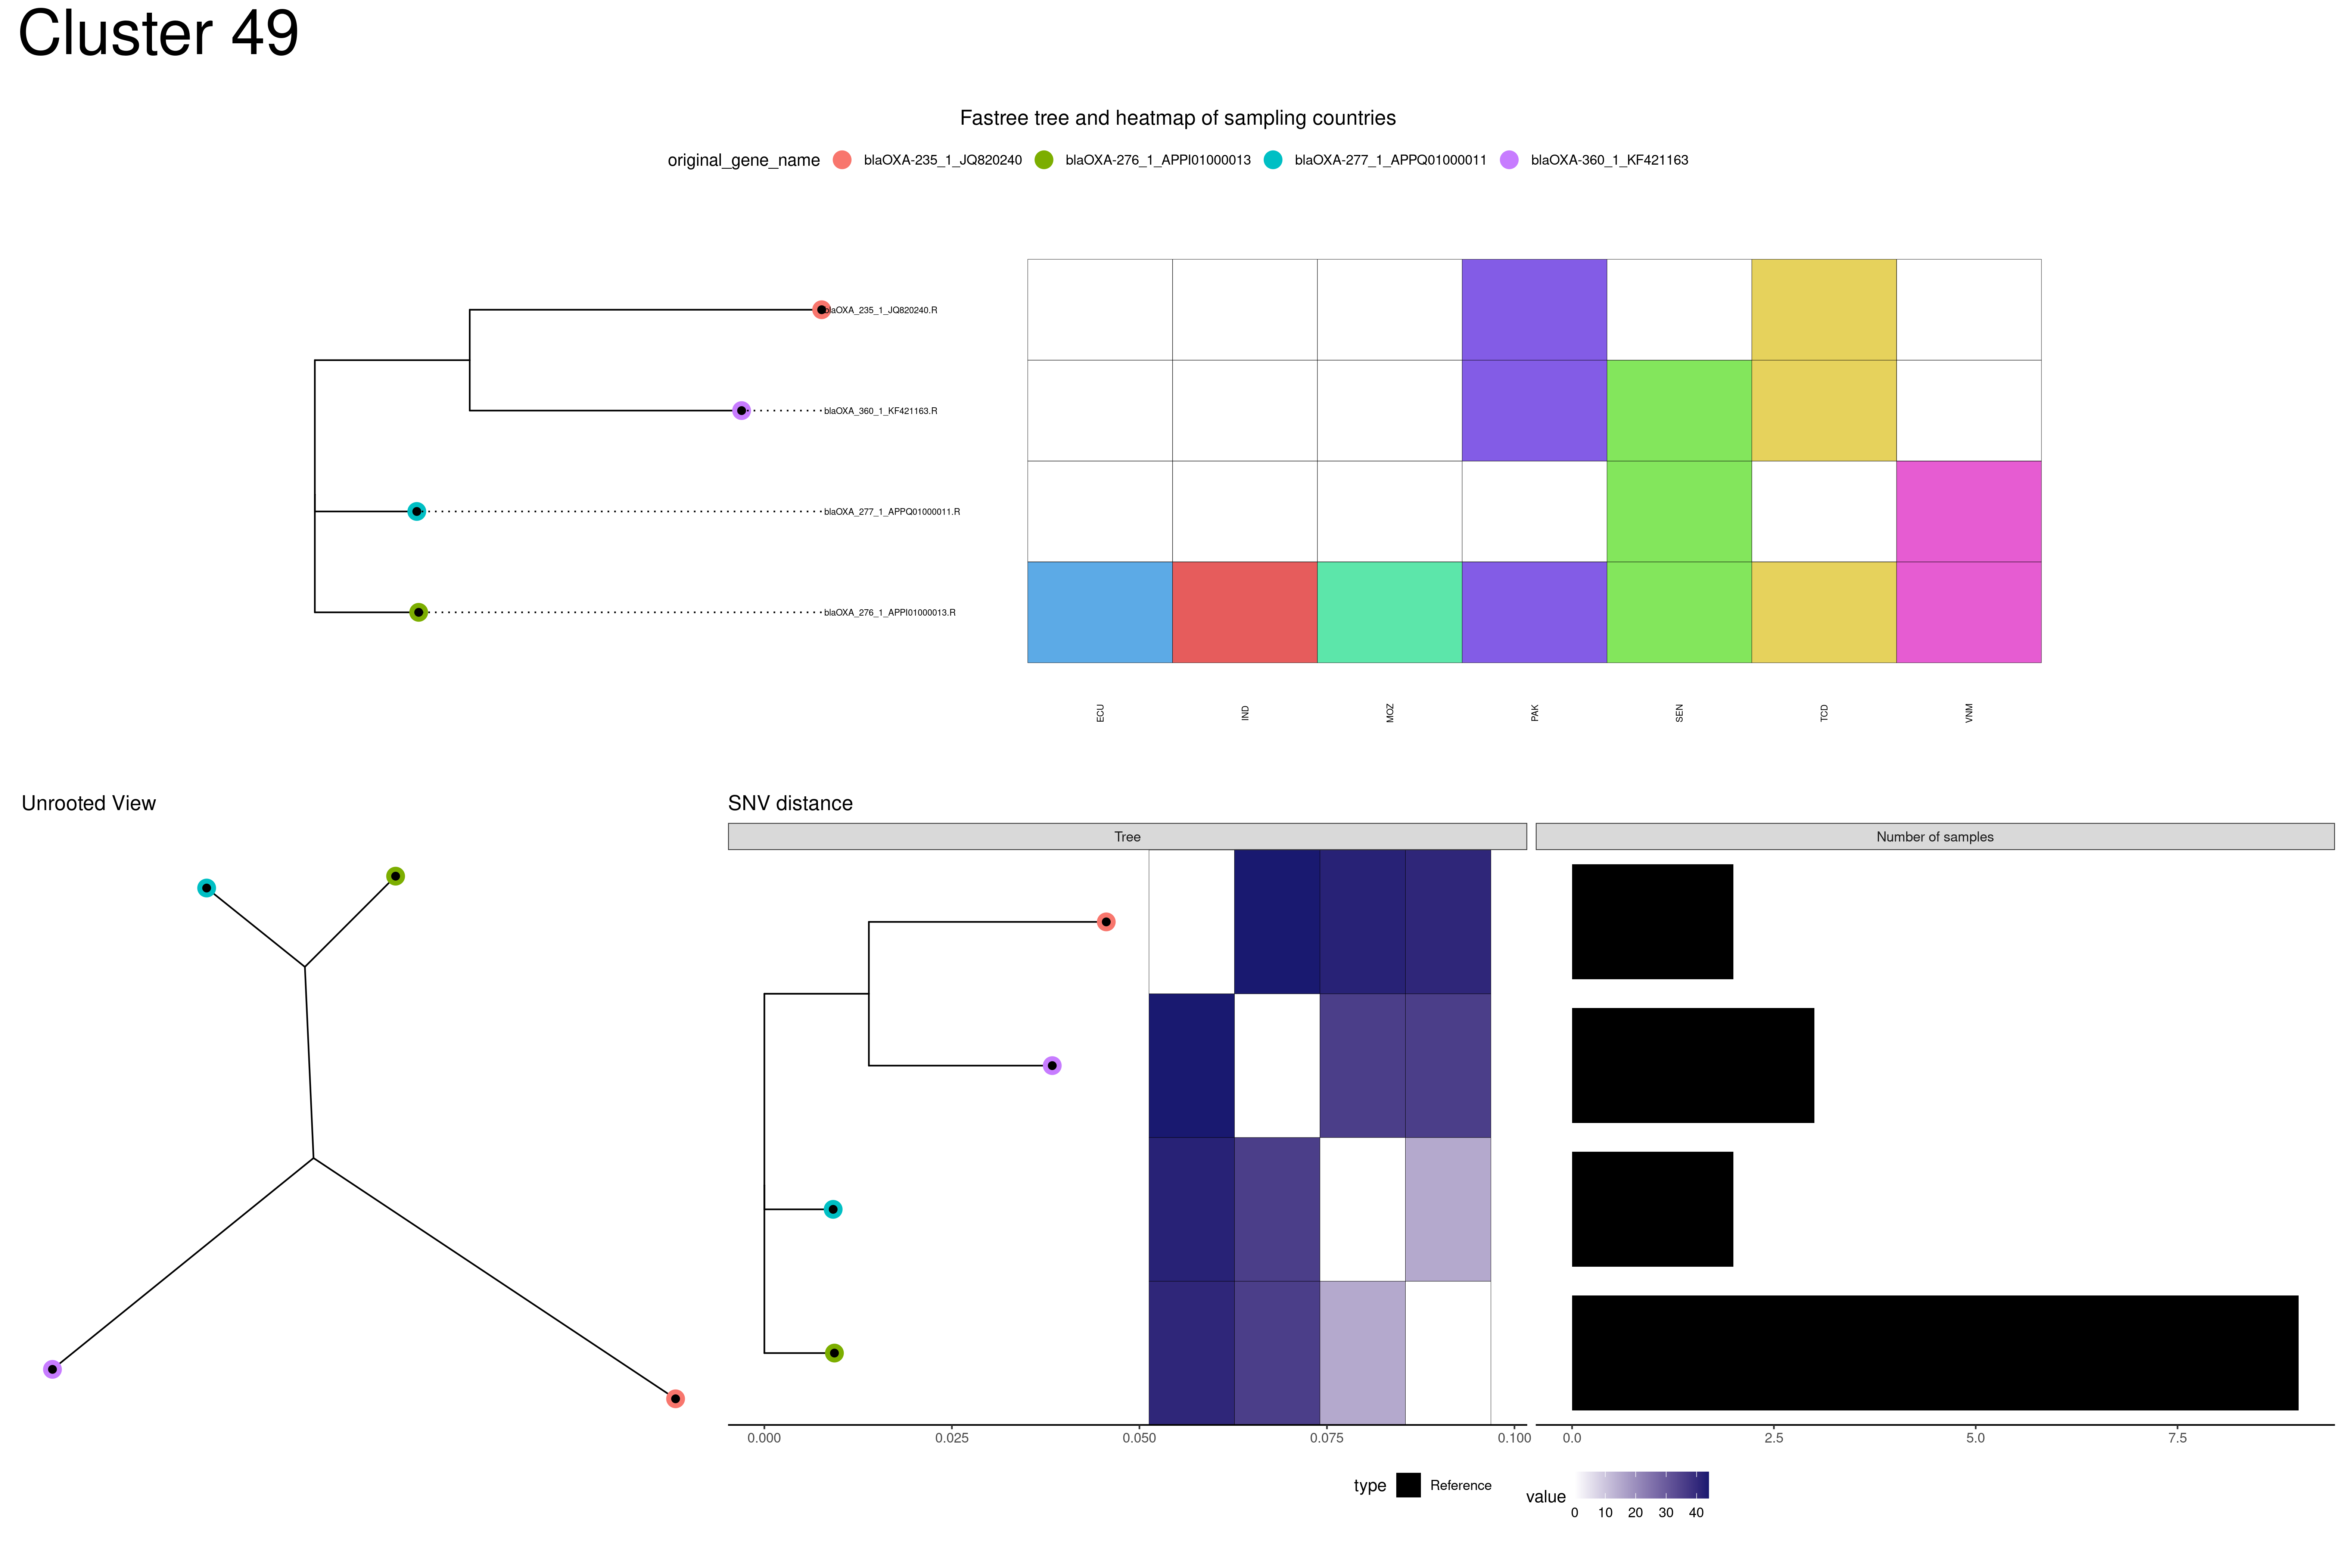 Cluster 49
Fastree tree and heatmap of sampling countries
original_gene_name blaOXA-235_1_JQ820240 blaOXA-276_1_APPI01000013 blaOXA-277_1_APPQ01000011 blaOXA-360_1_KF421163
blaOXA_235_1_JQ820240.R
blaOXA_360_1_KF421163.R
blaOXA_277_1_APPQ01000011.R
blaOXA_276_1_APPI01000013.R
ECU IND MOZ PAK SEN TCD VNM
Unrooted View
SNV distance
Tree Number of samples
0.000 0.025 0.050 0.075 0.100 0.0 2.5 5.0 7.5
type Reference value
0 10 20 30 40